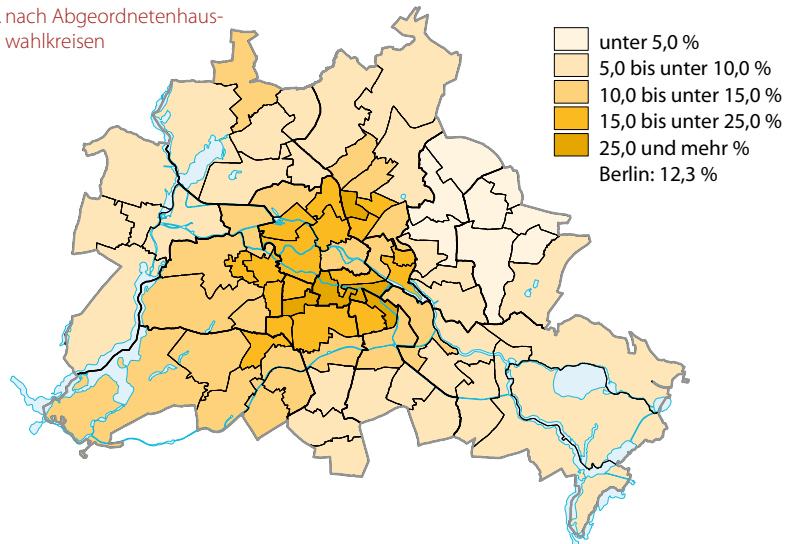 nach Abgeordnetenhaus-
wahlkreisen
unter 5,0 %
5,0 bis unter 10,0 %
10,0 bis unter 15,0 %
15,0 bis unter 25,0 %
25,0 und mehr %
Berlin: 12,3 %